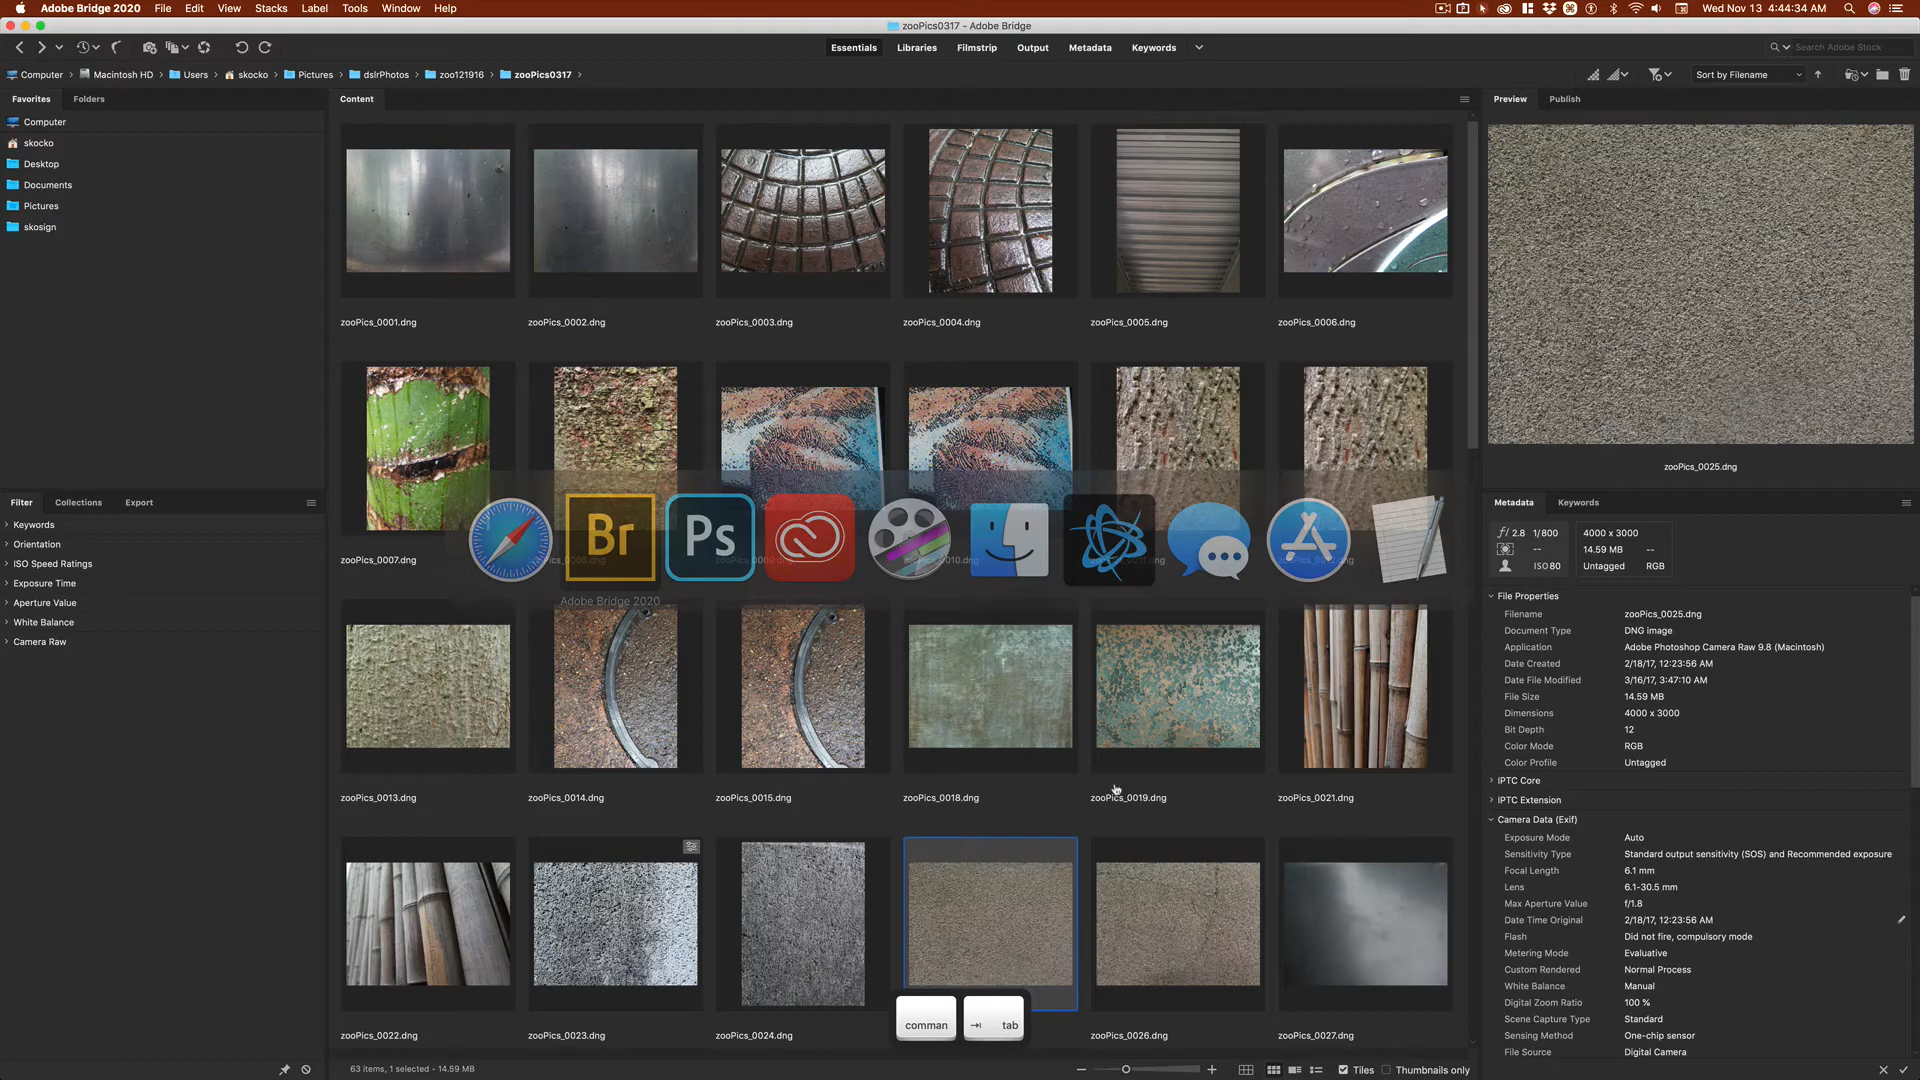 Adobe Bridge 2020 File Edit View Stacks Label Tools Window Help Wed Nov 13 4:44:34 AM
zooPics0317 - Adobe Bridge
Essentials Libraries Filmstrip Output Metadata Keywords Search Adobe Stock
Computer Macintosh HD Users skocko Pictures dslrPhotos zoo121916 zooPics0317 Sort by Filename
Favorites Folders
Computer
skocko
Desktop
Documents
Pictures
skosign
Filter Collections Export
Keywords
Orientation
ISO Speed Ratings
Exposure Time
Aperture Value
White Balance
Camera Raw
Content
zooPics_0001.dng zooPics_0002.dng zooPics_0003.dng zooPics_0004.dng zooPics_0005.dng zooPics_0006.dng
zooPics_0007.dng
Br Ps
Adobe Bridge 2020
zooPics_0013.dng zooPics_0014.dng zooPics_0015.dng zooPics_0018.dng zooPics_0019.dng zooPics_0021.dng
zooPics_0022.dng zooPics_0023.dng zooPics_0024.dng zooPics_0026.dng zooPics_0027.dng
comman tab
63 items, 1 selected - 14.59 MB Tiles Thumbnails only
Preview Publish
zooPics_0025.dng
Metadata Keywords
f/ 2.8 1/800 4000 x 3000
-- 14.59 MB --
ISO80 Untagged RGB
File Properties
Filename zooPics_0025.dng
Document Type DNG image
Application Adobe Photoshop Camera Raw 9.8 (Macintosh)
Date Created 2/18/17, 12:23:56 AM
Date File Modified 3/16/17, 3:47:10 AM
File Size 14.59 MB
Dimensions 4000 x 3000
Bit Depth 12
Color Mode RGB
Color Profile Untagged
IPTC Core
IPTC Extension
Camera Data (Exif)
Exposure Mode Auto
Sensitivity Type Standard output sensitivity (SOS) and Recommended exposure
Focal Length 6.1 mm
Lens 6.1-30.5 mm
Max Aperture Value f/1.8
Date Time Original 2/18/17, 12:23:56 AM
Flash Did not fire, compulsory mode
Metering Mode Evaluative
Custom Rendered Normal Process
White Balance Manual
Digital Zoom Ratio 100 %
Scene Capture Type Standard
Sensing Method One-chip sensor
File Source Digital Camera